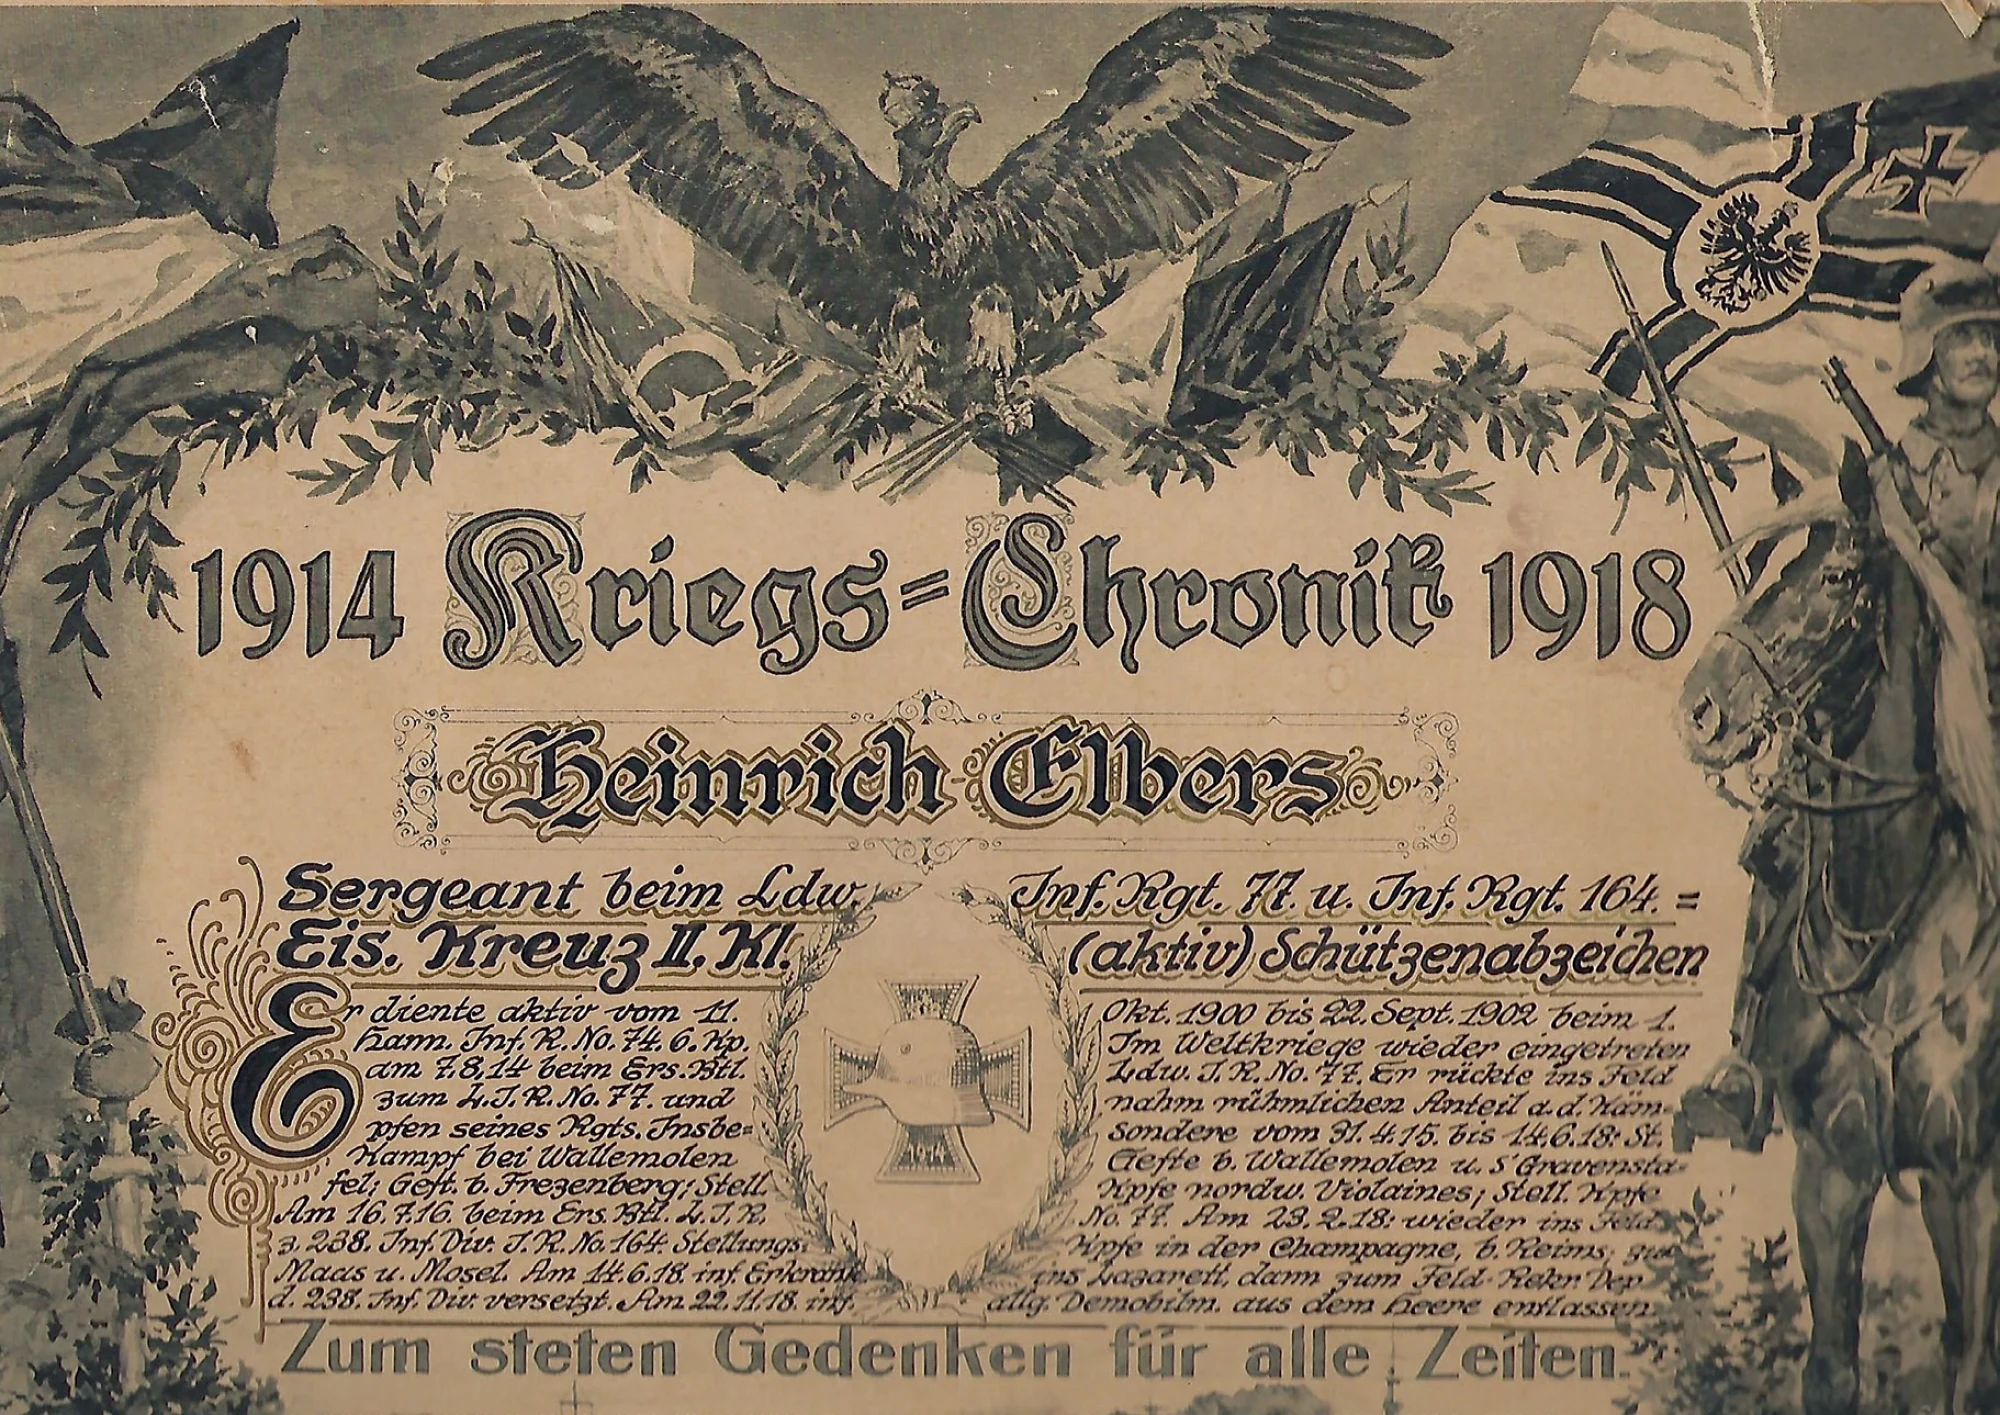 1914 Kriegs=Chronik 1918
Heinrich Elbers
Sergeant beim Ldw. Inf. Rgt. 77. u. Inf. Rgt. 164. =
Eis. Kreuz II. Kl. (aktiv) Schützenabzeichen
Er diente aktiv vom 11. Okt. 1900 bis 22. Sept. 1902 beim 1.
Hann. Inf. R. No. 74. 6. Kp. Im Weltkriege wieder eingetreten
am 7.8.14 beim Ers. Btl. Ldw. I. R. No. 77. Er rückte ins Feld
zum L. I. R. No. 77. und nahm rühmlichen Anteil a. d. Käm-
pfen seines Rgts. Insbe= sondere vom 31. 4. 15. bis 14.6.18: St.
Kampf bei Wallemolen Gefte b. Wallemolen u. s' Gravensta-
fel; Geft. b. Frezenberg; Stell. Kpfe nordw. Violaines; Stell. Kpfe
Am 16. 7. 16. beim Ers. Btl. L. I. R. No. 77. Am 23. 2. 18: wieder ins Feld
z. 238. Inf. Div. I. R. No. 164. Stellungs. Kpfe in der Champagne, b. Reims;
Maas u. Mosel. Am 14. 6. 18. inf. Erkrank. ins Lazarett, dann zum Feld-Rekr. Dep.
d. 238. Inf. Div. versetzt. Am 22. 11. 18. inf. allg. Demobilm. aus dem Heere entlassen.
1914
Zum steten Gedenken für alle Zeiten.